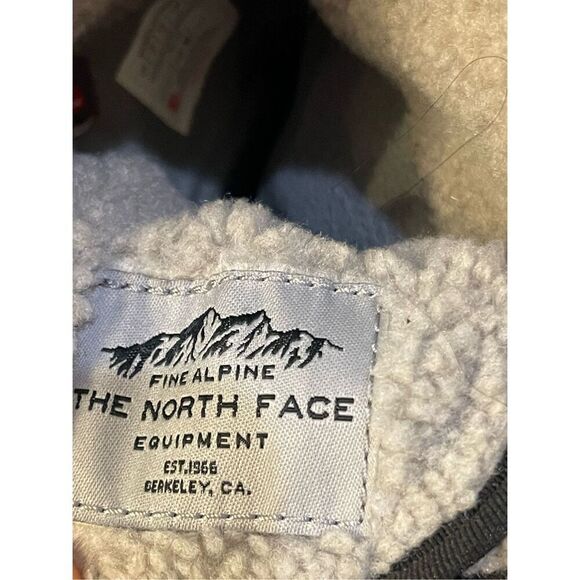 FINE ALPINE
THE NORTH FACE
EQUIPMENT
EST.1966
BERKELEY, CA.